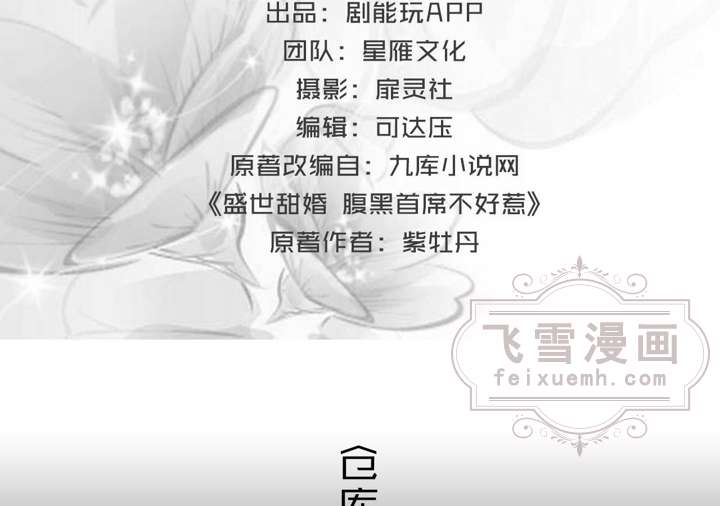 出品：剧能玩APP
团队：星雁文化
摄影：扉灵社
编辑：可达压
原著改编自：九库小说网
《盛世甜婚 腹黑首席不好惹》
原著作者：紫牡丹
飞雪漫画
feixuemh.com
仓库